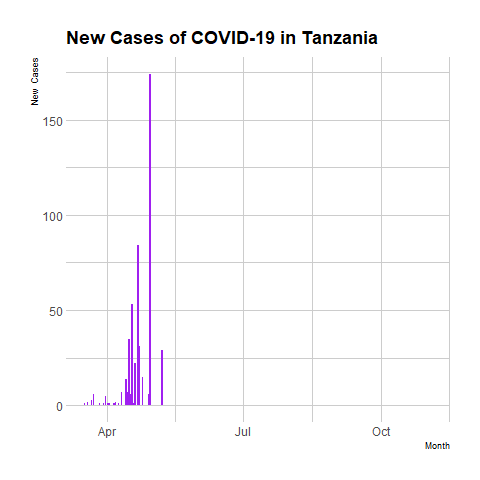 New Cases of COVID-19 in Tanzania
New Cases
150
100
50
0
Apr Jul Oct
Month